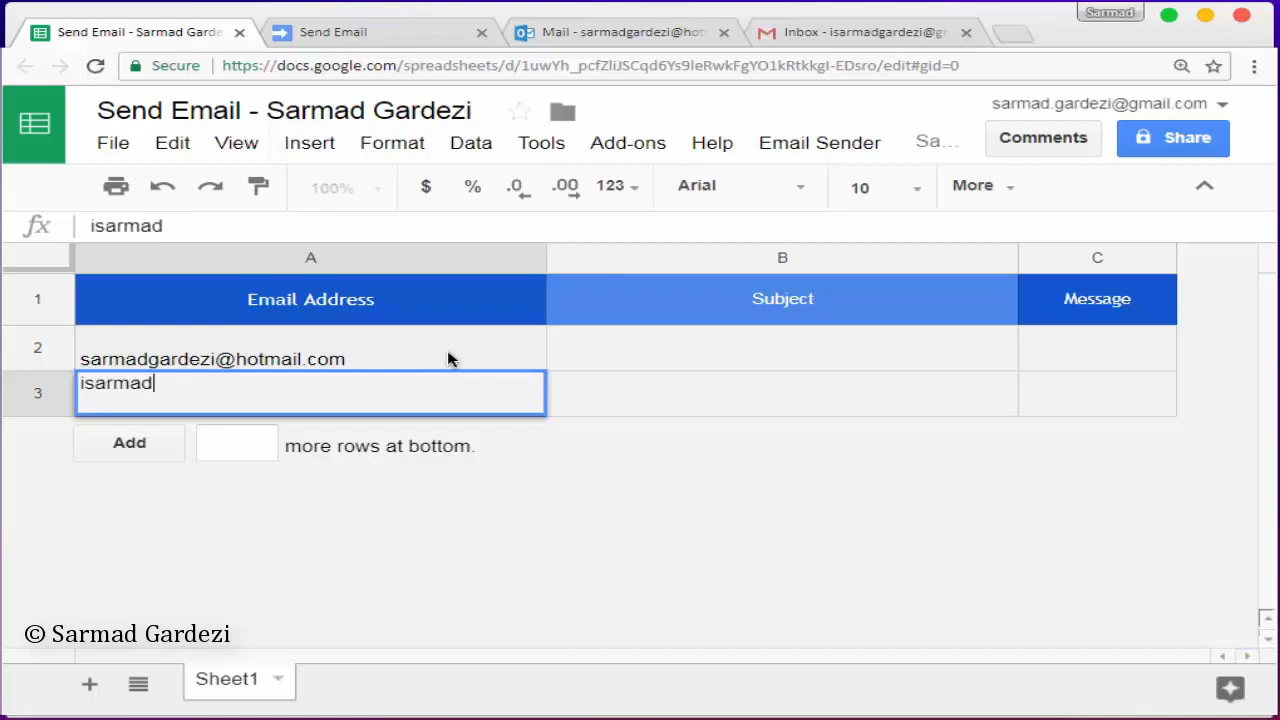 Sarmad
Send Email - Sarmad Garde
Send Email
Mail - sarmadgardezi@hot
Inbox - isarmadgardezi@g
Secure
https://docs.google.com/spreadsheets/d/1uwYh_pcfZliJSCqd6Ys9leRwkFgYO1kRtkkgI-EDsro/edit#gid=0
Send Email - Sarmad Gardezi
sarmad.gardezi@gmail.com
File Edit View Insert Format Data Tools Add-ons Help Email Sender Sa...
Comments
Share
100% $ % .0 .00 123 Arial 10 More
fx isarmad
A B C
1 Email Address Subject Message
2 sarmadgardezi@hotmail.com
3 isarmad
Add more rows at bottom.
© Sarmad Gardezi
Sheet1